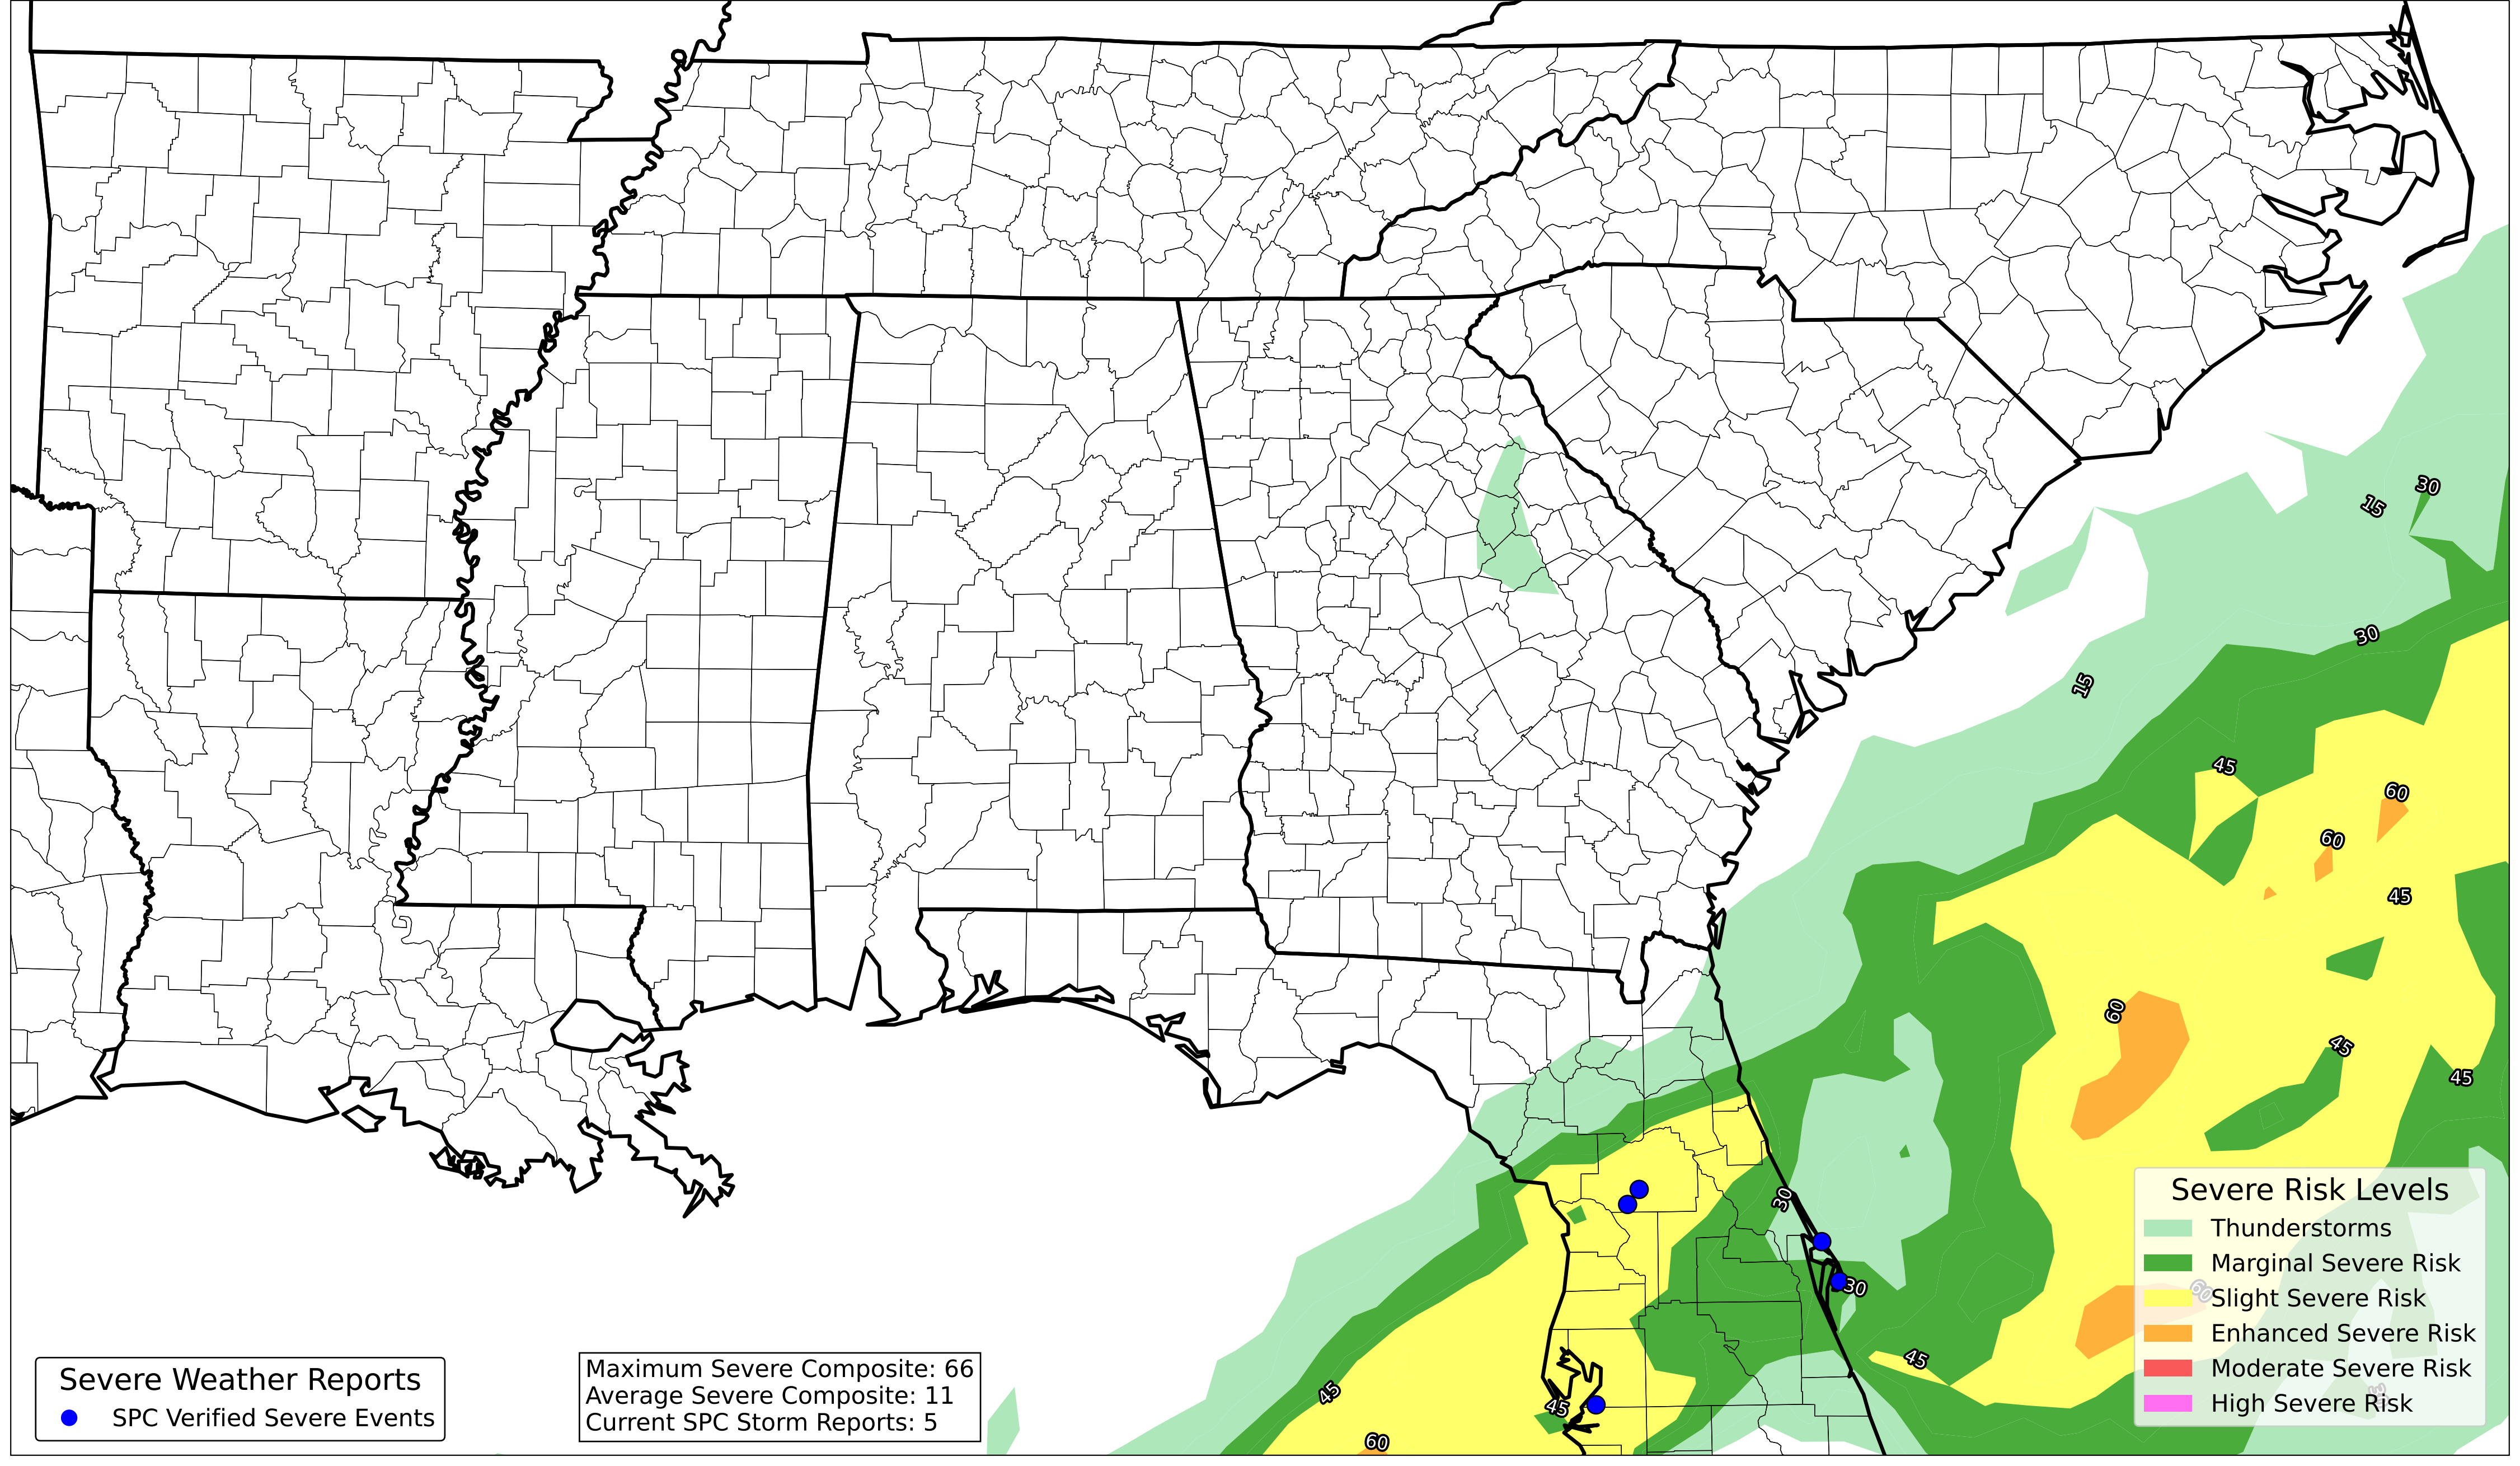 30
15
30
15
45
60
60
45
60
45
45
30
30
45
45
45
60
60
Severe Risk Levels
Thunderstorms
Marginal Severe Risk
Slight Severe Risk
Enhanced Severe Risk
Moderate Severe Risk
High Severe Risk
Severe Weather Reports
SPC Verified Severe Events
Maximum Severe Composite: 66
Average Severe Composite: 11
Current SPC Storm Reports: 5